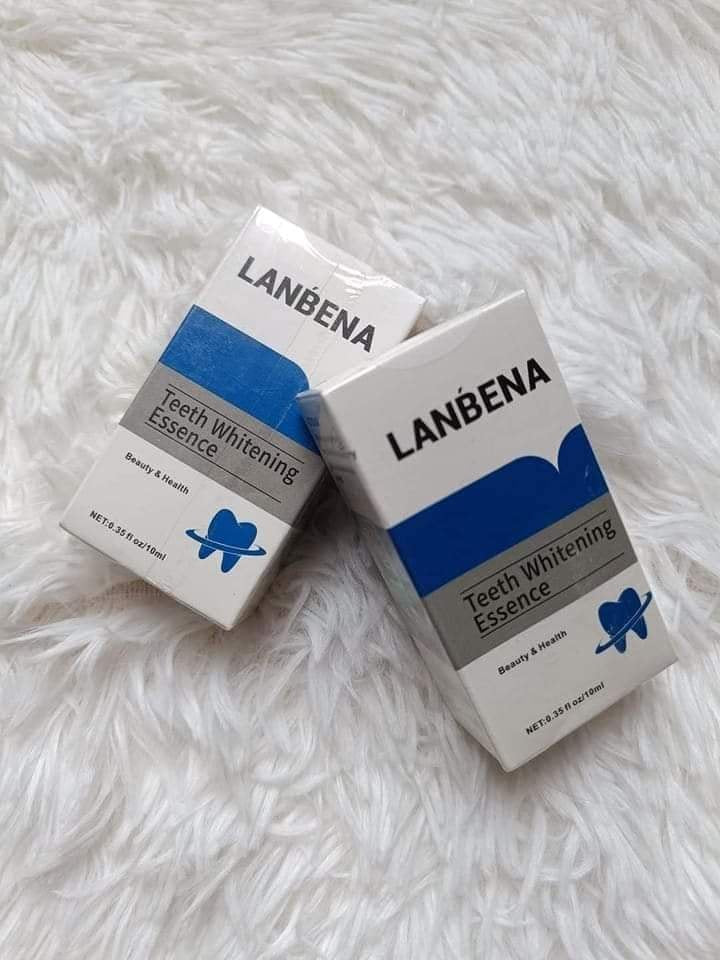 LANBENA
Teeth Whitening
Essence
Beauty & Health
NET:0.35 fl oz/10ml
LANBENA
Teeth Whitening
Essence
Beauty & Health
NET:0.35 fl oz/10ml